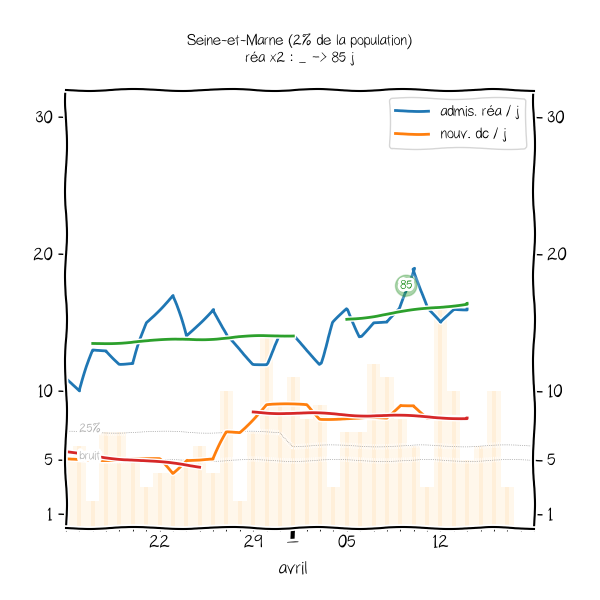 Seine-et-Marne (2% de la population)
réa x2 : _ -> 85 j
admis. réa / j
nouv. dc / j
30
30
20
20
85
10
10
25%
bruit
5
5
1
1
22
29
05
12
avril